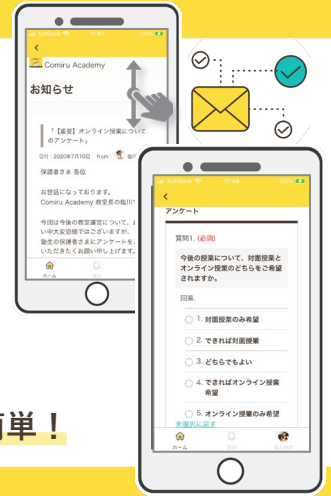 SoftBank 17:47 100%
Comiru Academy
お知らせ
「【重要】オンライン授業について
のアンケート」
日付：2020年7月10日 from：
保護者さま 各位
お世話になっております。
Comiru Academy 教室長の塩川
今回は今後の教室運営について、
い中大変恐縮ではございますが、
塾生の保護者さまにアンケートを
いただきたくお願い申し上げます。
ホーム
SoftBank 17:48 100%
アンケート
質問1. (必須)
今後の授業について、対面授業と
オンライン授業のどちらをご希望
されますか。
回答.
1. 対面授業のみ希望
2. できれば対面授業
3. どちらでもよい
4. できればオンライン授業
希望
5. オンライン授業のみ希望
未選択に戻す
ホーム
単！